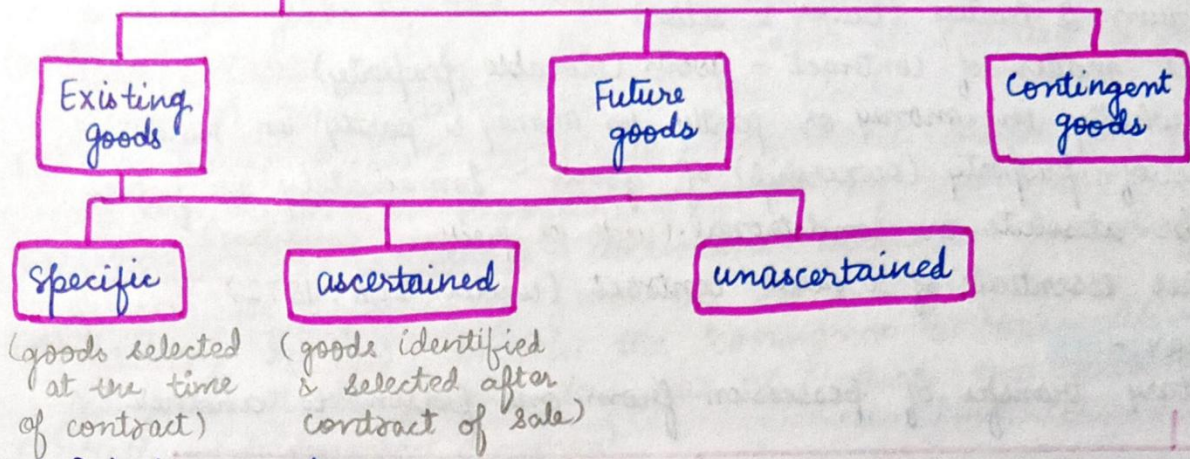 Existing
goods
Future
goods
Contingent
goods
Specific
ascertained
unascertained
(goods selected
at the time
of contract)
(goods identified
& selected after
contract of sale)